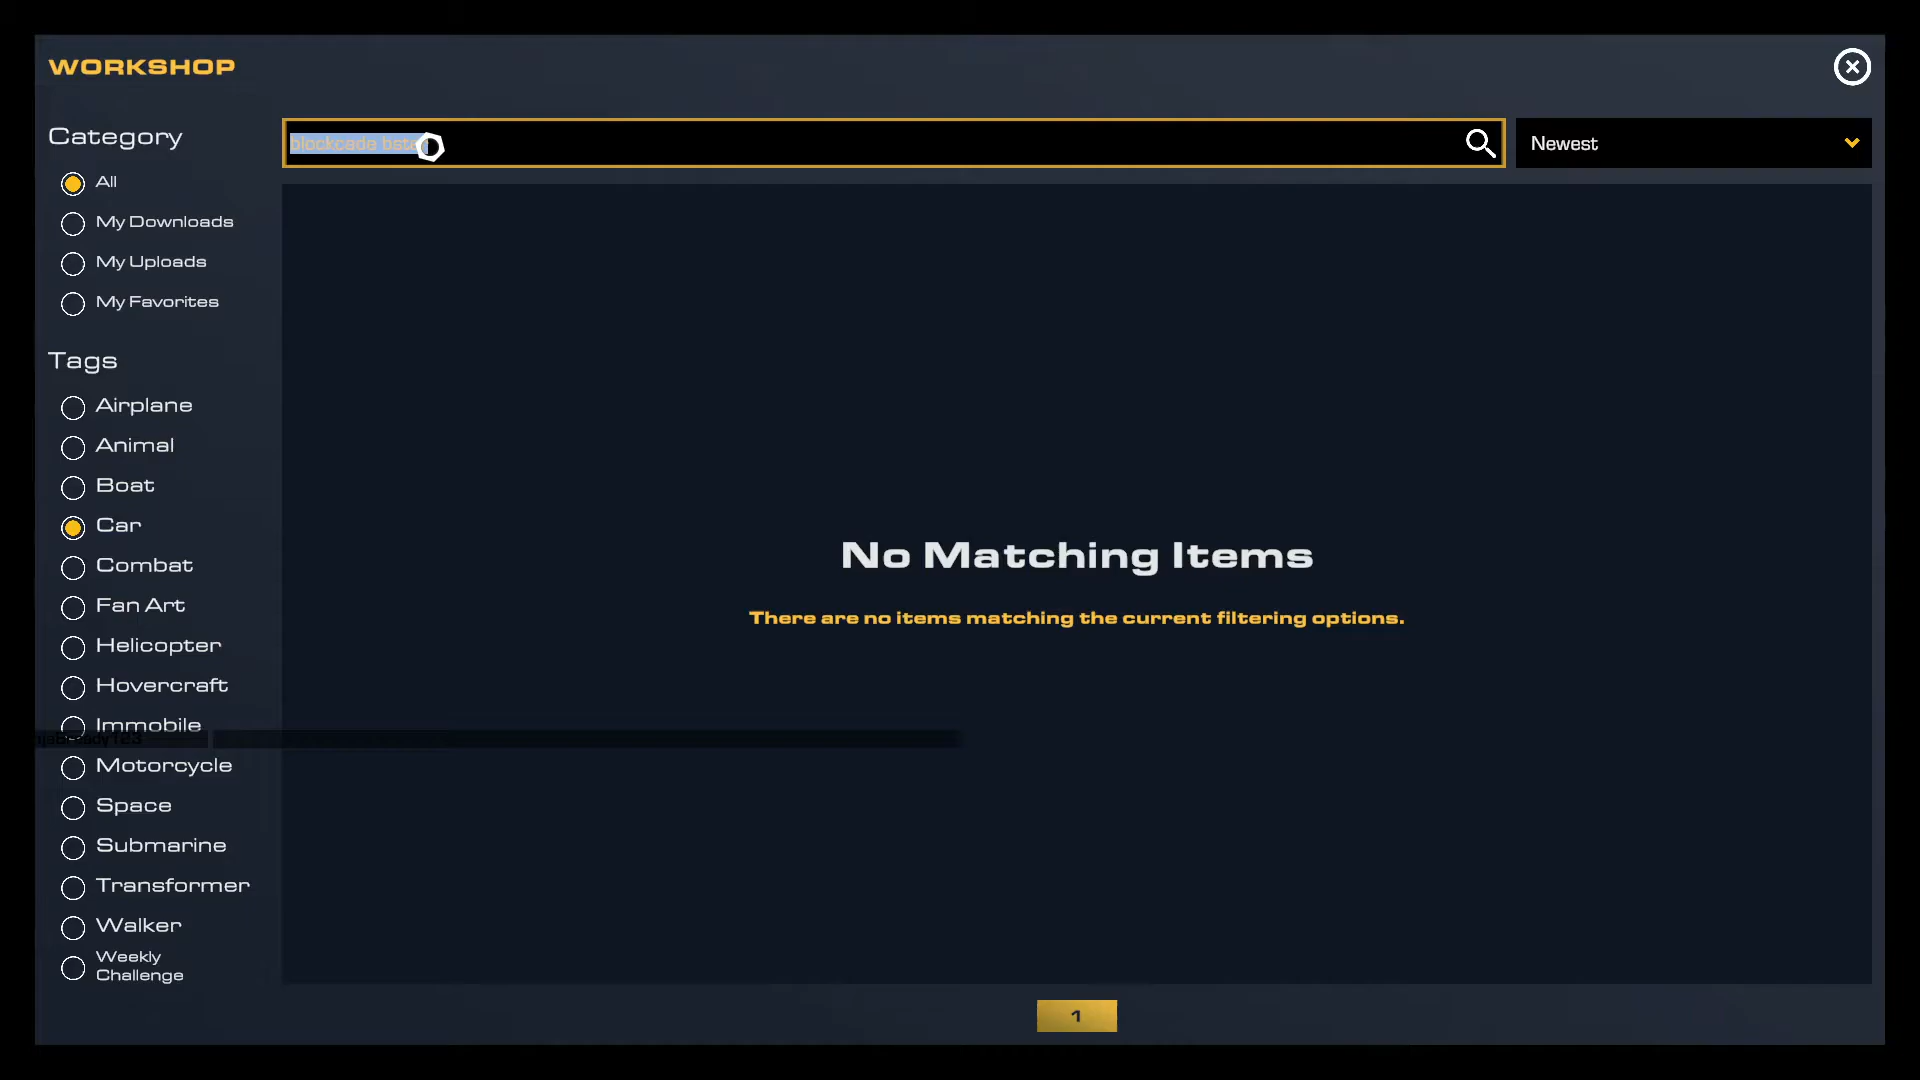 WORKSHOP
Category
blockcade
Newest
All
My Downloads
My Uploads
My Favorites
Tags
Airplane
Animal
Boat
Car
Combat
Fan Art
Helicopter
Hovercraft
Immobile
Motorcycle
Space
Submarine
Transformer
Walker
Weekly
Challenge
No Matching Items
There are no items matching the current filtering options.
1